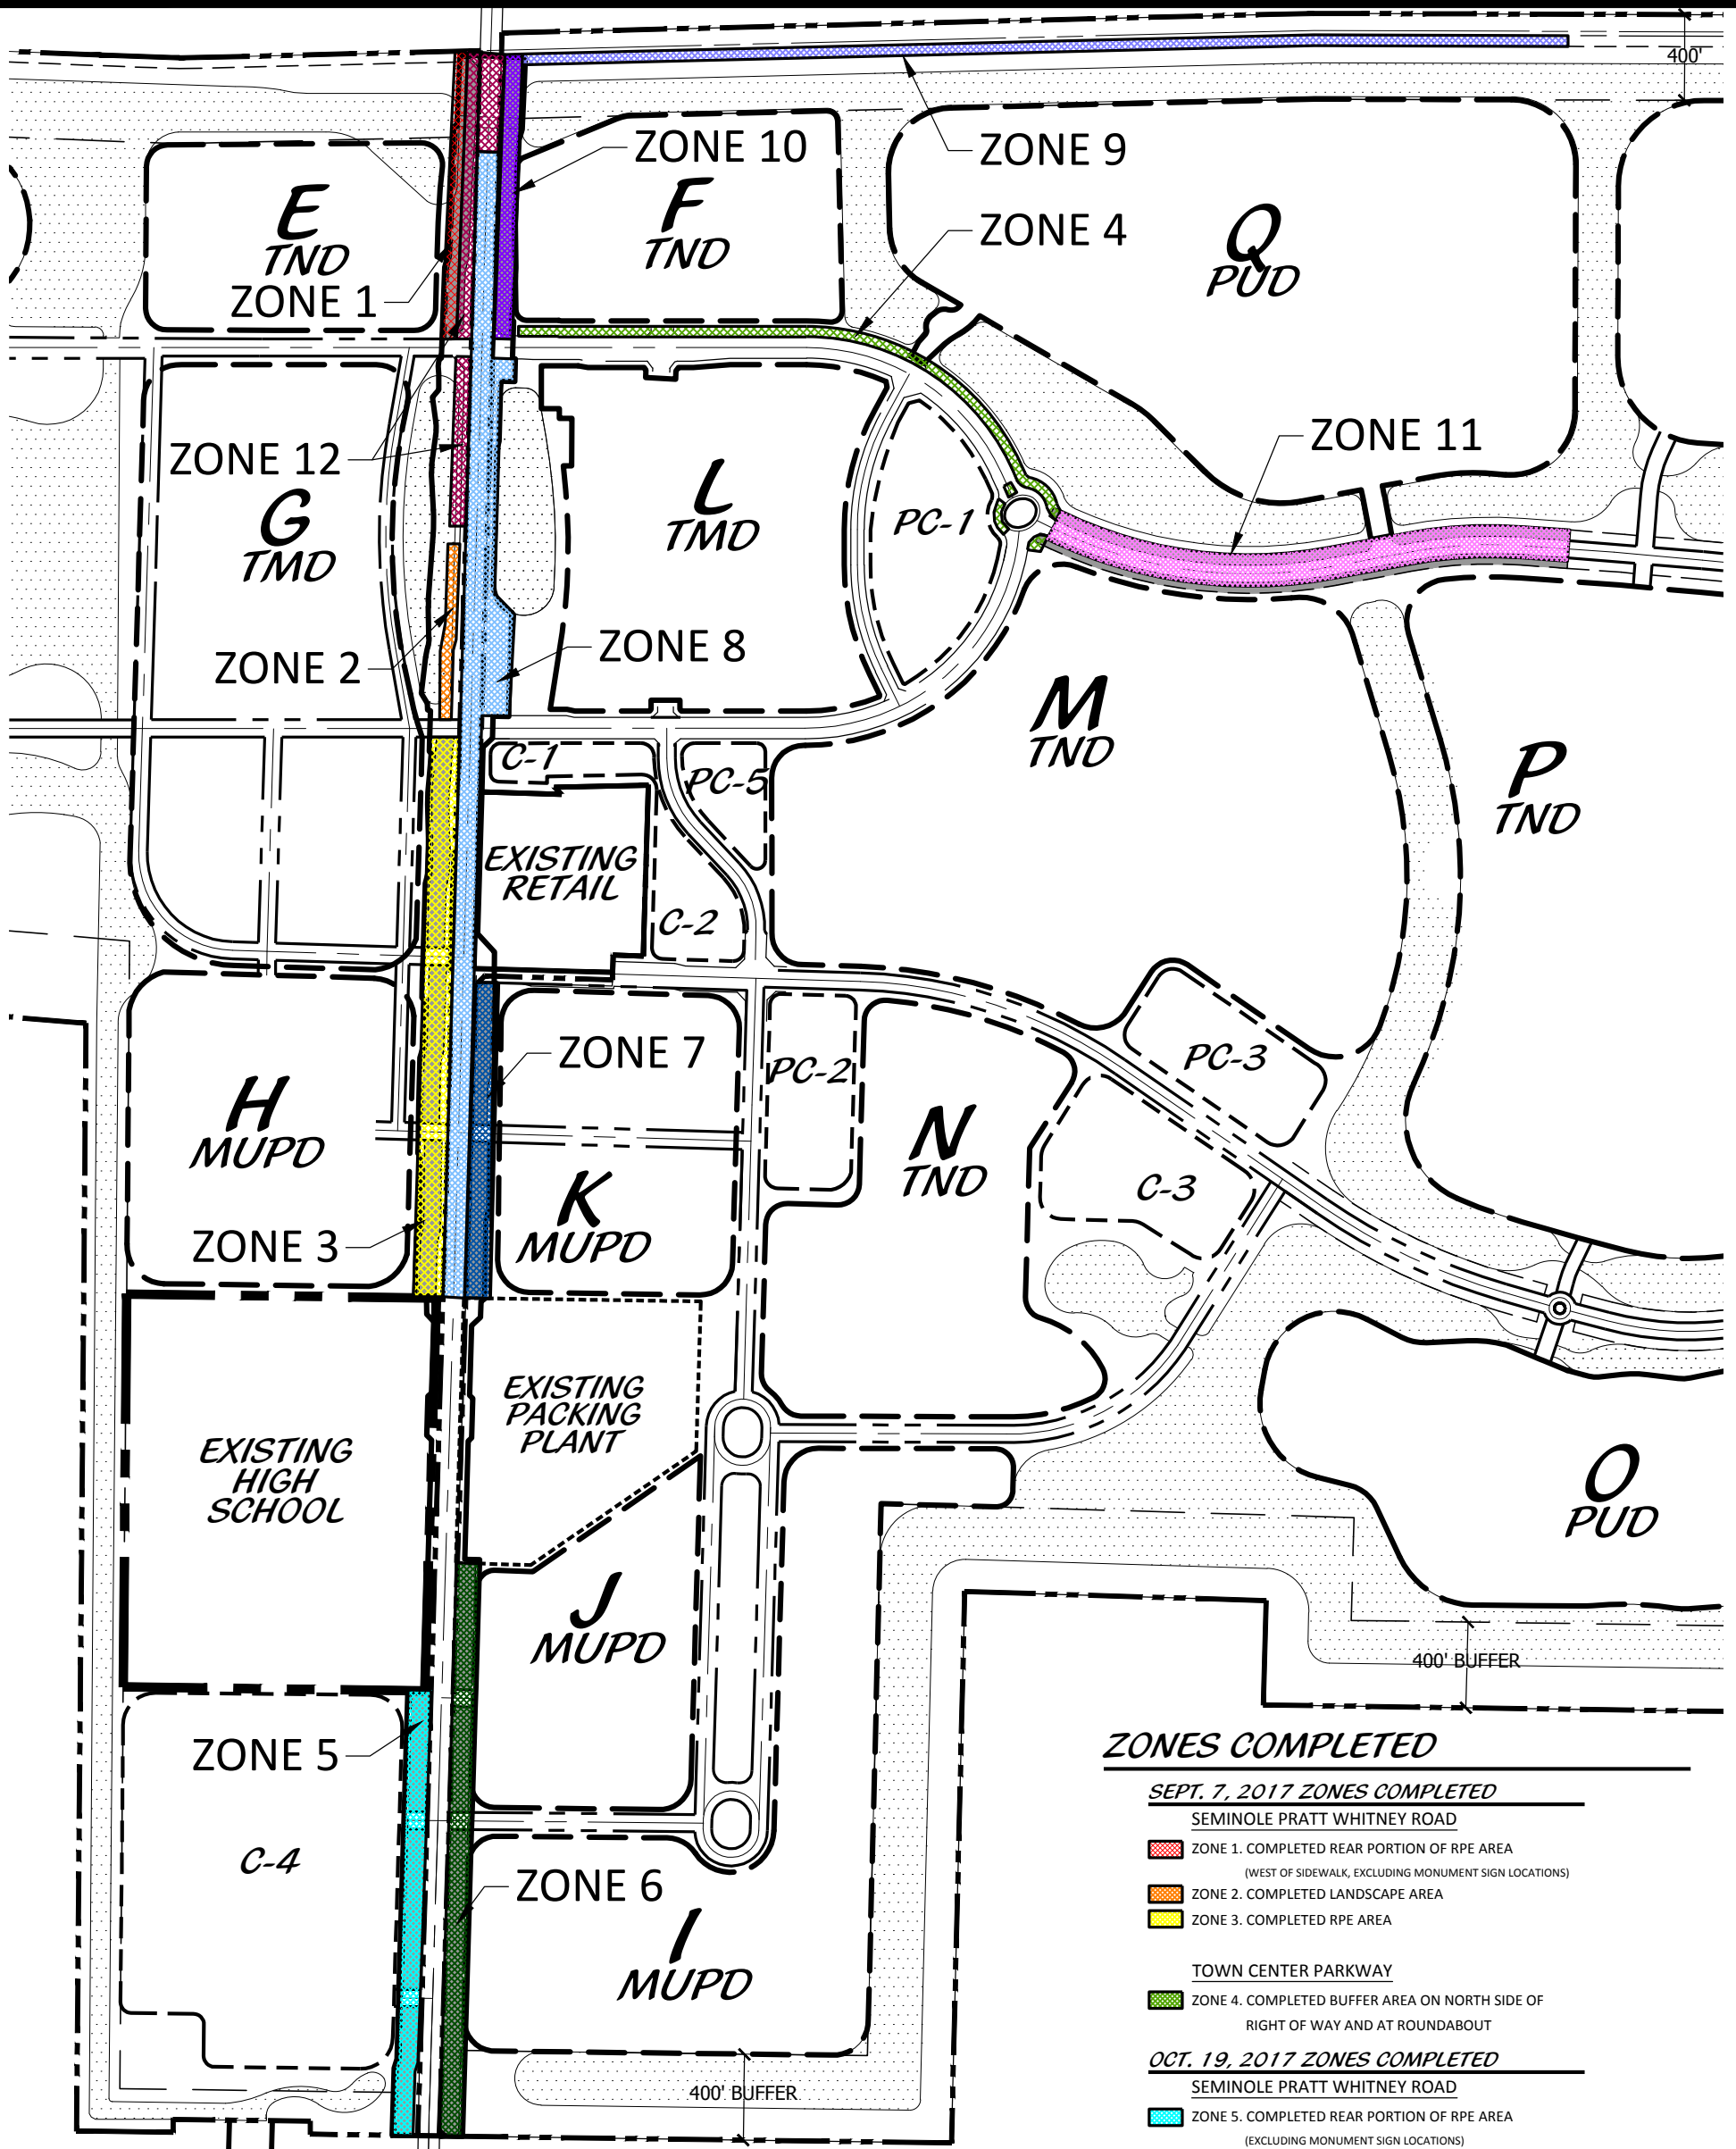 400'
ZONE 10
ZONE 9
E
TND
F
TND
ZONE 4
Q
PUD
ZONE 1
ZONE 12
ZONE 11
G
TMD
L
TMD
PC-1
ZONE 2
ZONE 8
M
TND
C-1
PC-5
P
TND
EXISTING
RETAIL
C-2
ZONE 7
PC-2
PC-3
H
MUPD
N
TND
C-3
K
MUPD
ZONE 3
EXISTING
PACKING
PLANT
EXISTING
HIGH
SCHOOL
O
PUD
J
MUPD
400' BUFFER
ZONE 5
C-4
ZONE 6
I
MUPD
400' BUFFER
ZONES COMPLETED
SEPT. 7, 2017 ZONES COMPLETED
SEMINOLE PRATT WHITNEY ROAD
ZONE 1. COMPLETED REAR PORTION OF RPE AREA
(WEST OF SIDEWALK, EXCLUDING MONUMENT SIGN LOCATIONS)
ZONE 2. COMPLETED LANDSCAPE AREA
ZONE 3. COMPLETED RPE AREA
TOWN CENTER PARKWAY
ZONE 4. COMPLETED BUFFER AREA ON NORTH SIDE OF
RIGHT OF WAY AND AT ROUNDABOUT
OCT. 19, 2017 ZONES COMPLETED
SEMINOLE PRATT WHITNEY ROAD
ZONE 5. COMPLETED REAR PORTION OF RPE AREA
(EXCLUDING MONUMENT SIGN LOCATIONS)